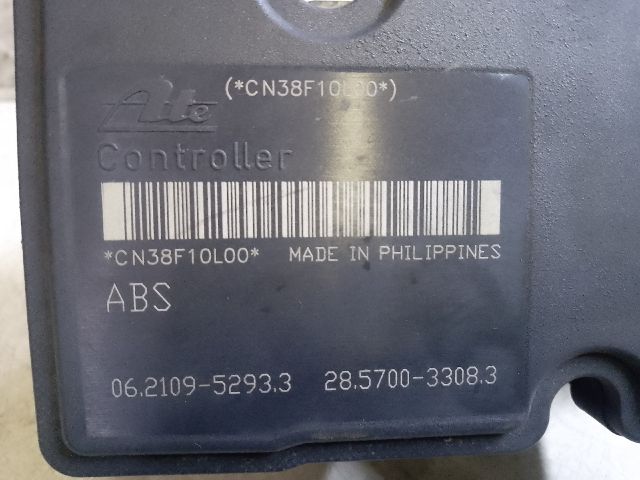 (*CN38F10L00*)
Ate
Controller
*CN38F10L00* MADE IN PHILIPPINES
ABS
06.2109-5293.3 28.5700-3308.3